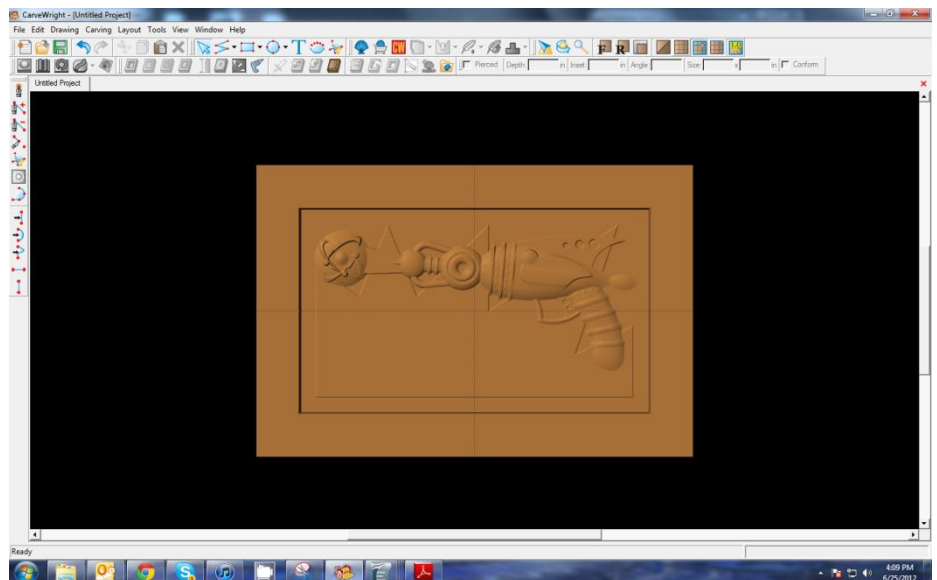 CarveWright - [Untitled Project]
File Edit Drawing Carving Layout Tools View Window Help
CW
F R
Pierced Depth: in Inset: in Angle: Size: x in Conform
Untitled Project
Ready
4:09 PM
6/25/2012